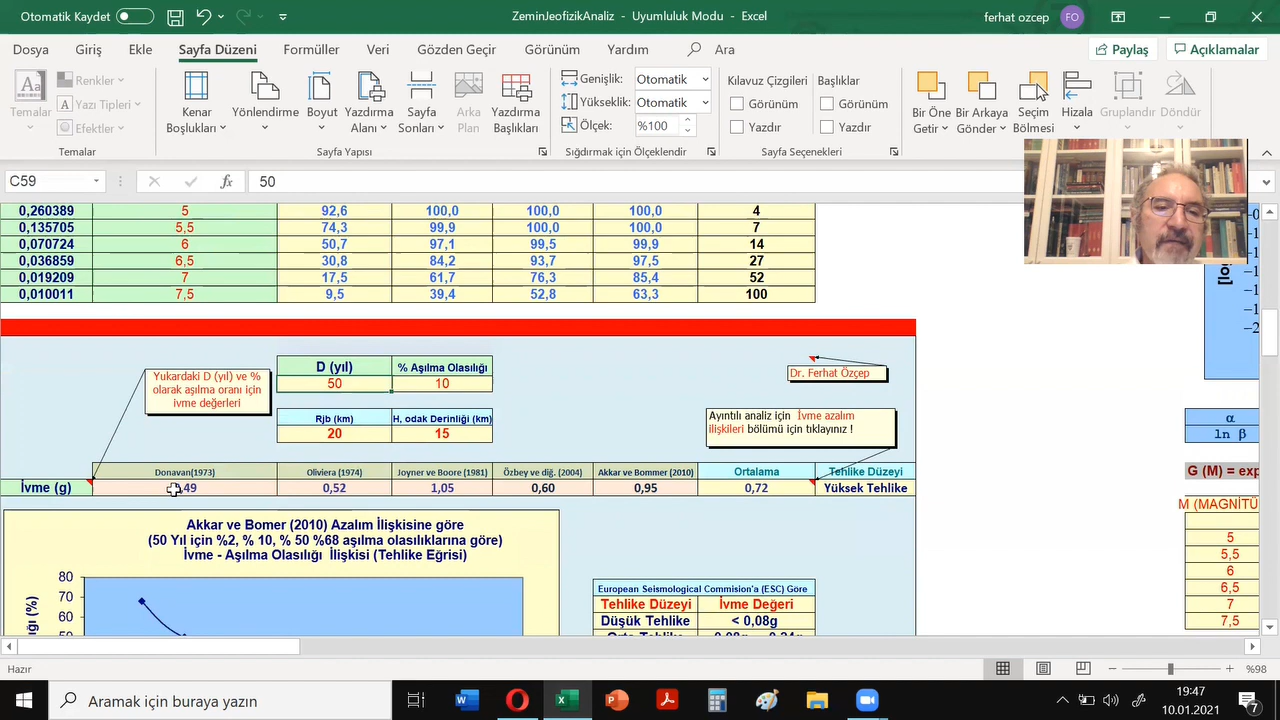 Otomatik Kaydet
ZeminJeofizikAnaliz - Uyumluluk Modu - Excel
ferhat ozcep
FO
Dosya Giriş Ekle Sayfa Düzeni Formüller Veri Gözden Geçir Görünüm Yardım Ara
Paylaş
Açıklamalar
Temalar
Renkler
Yazı Tipleri
Efektler
Temalar
Kenar Boşlukları
Yönlendirme
Boyut
Yazdırma Alanı
Sayfa Sonları
Arka Plan
Yazdırma Başlıkları
Sayfa Yapısı
Genişlik: Otomatik
Yükseklik: Otomatik
Ölçek: %100
Sığdırmak için Ölçeklendir
Kılavuz Çizgileri
Görünüm
Yazdır
Başlıklar
Görünüm
Yazdır
Sayfa Seçenekleri
Bir Öne Getir
Bir Arkaya Gönder
Seçim Bölmesi
Hizala
Gruplandır
Döndür
C59
fx
50
0,260389 5 92,6 100,0 100,0 100,0 4
0,135705 5,5 74,3 99,9 100,0 100,0 7
0,070724 6 50,7 97,1 99,5 99,9 14
0,036859 6,5 30,8 84,2 93,7 97,5 27
0,019209 7 17,5 61,7 76,3 85,4 52
0,010011 7,5 9,5 39,4 52,8 63,3 100
Yukardaki D (yıl) ve %
olarak aşılma oranı için
ivme değerleri
D (yıl) % Aşılma Olasılığı
50 10
Rjb (km) H, odak Derinliği (km)
20 15
Dr. Ferhat Özçep
Ayıntılı analiz için İvme azalım
ilişkileri bölümü için tıklayınız !
Donavan(1973) Oliviera (1974) Joyner ve Boore (1981) Özbey ve diğ. (2004) Akkar ve Bommer (2010) Ortalama Tehlike Düzeyi
İvme (g) ,49 0,52 1,05 0,60 0,95 0,72 Yüksek Tehlike
Akkar ve Bomer (2010) Azalım İlişkisine göre
(50 Yıl için %2, % 10, % 50 %68 aşılma olasılıklarına göre)
İvme - Aşılma Olasılığı İlişkisi (Tehlike Eğrisi)
80
70
60
(%)
European Seismological Commision'a (ESC) Göre
Tehlike Düzeyi İvme Değeri
Düşük Tehlike < 0,08g
[log
-0
-1
-1
-1
-1
-2
α
ln β
G (M) = exp
M (MAGNİTÜ
5
5,5
6
6,5
7
7,5
Hazır
%98
Aramak için buraya yazın
19:47
10.01.2021
7